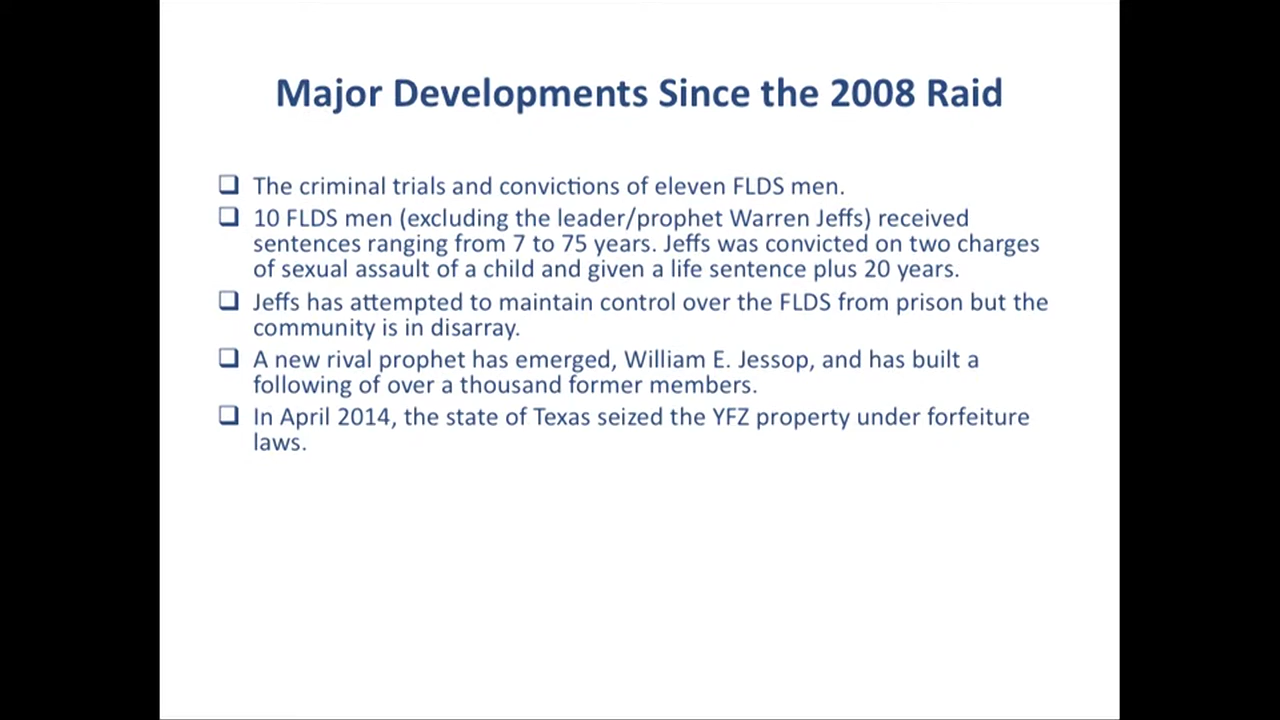 Major Developments Since the 2008 Raid
❑ The criminal trials and convictions of eleven FLDS men.
❑ 10 FLDS men (excluding the leader/prophet Warren Jeffs) received
sentences ranging from 7 to 75 years. Jeffs was convicted on two charges
of sexual assault of a child and given a life sentence plus 20 years.
❑ Jeffs has attempted to maintain control over the FLDS from prison but the
community is in disarray.
❑ A new rival prophet has emerged, William E. Jessop, and has built a
following of over a thousand former members.
❑ In April 2014, the state of Texas seized the YFZ property under forfeiture
laws.